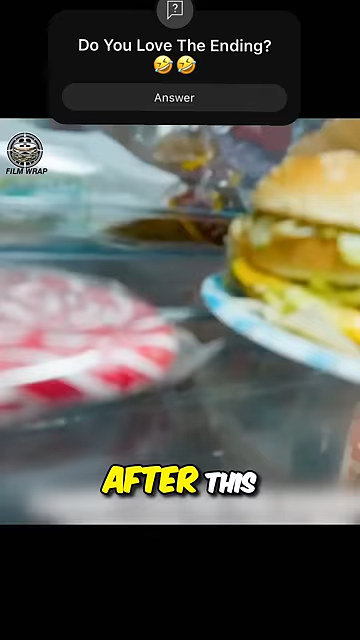 Do You Love The Ending?
🤣🤣
Answer
FILM WRAP
AFTER THIS